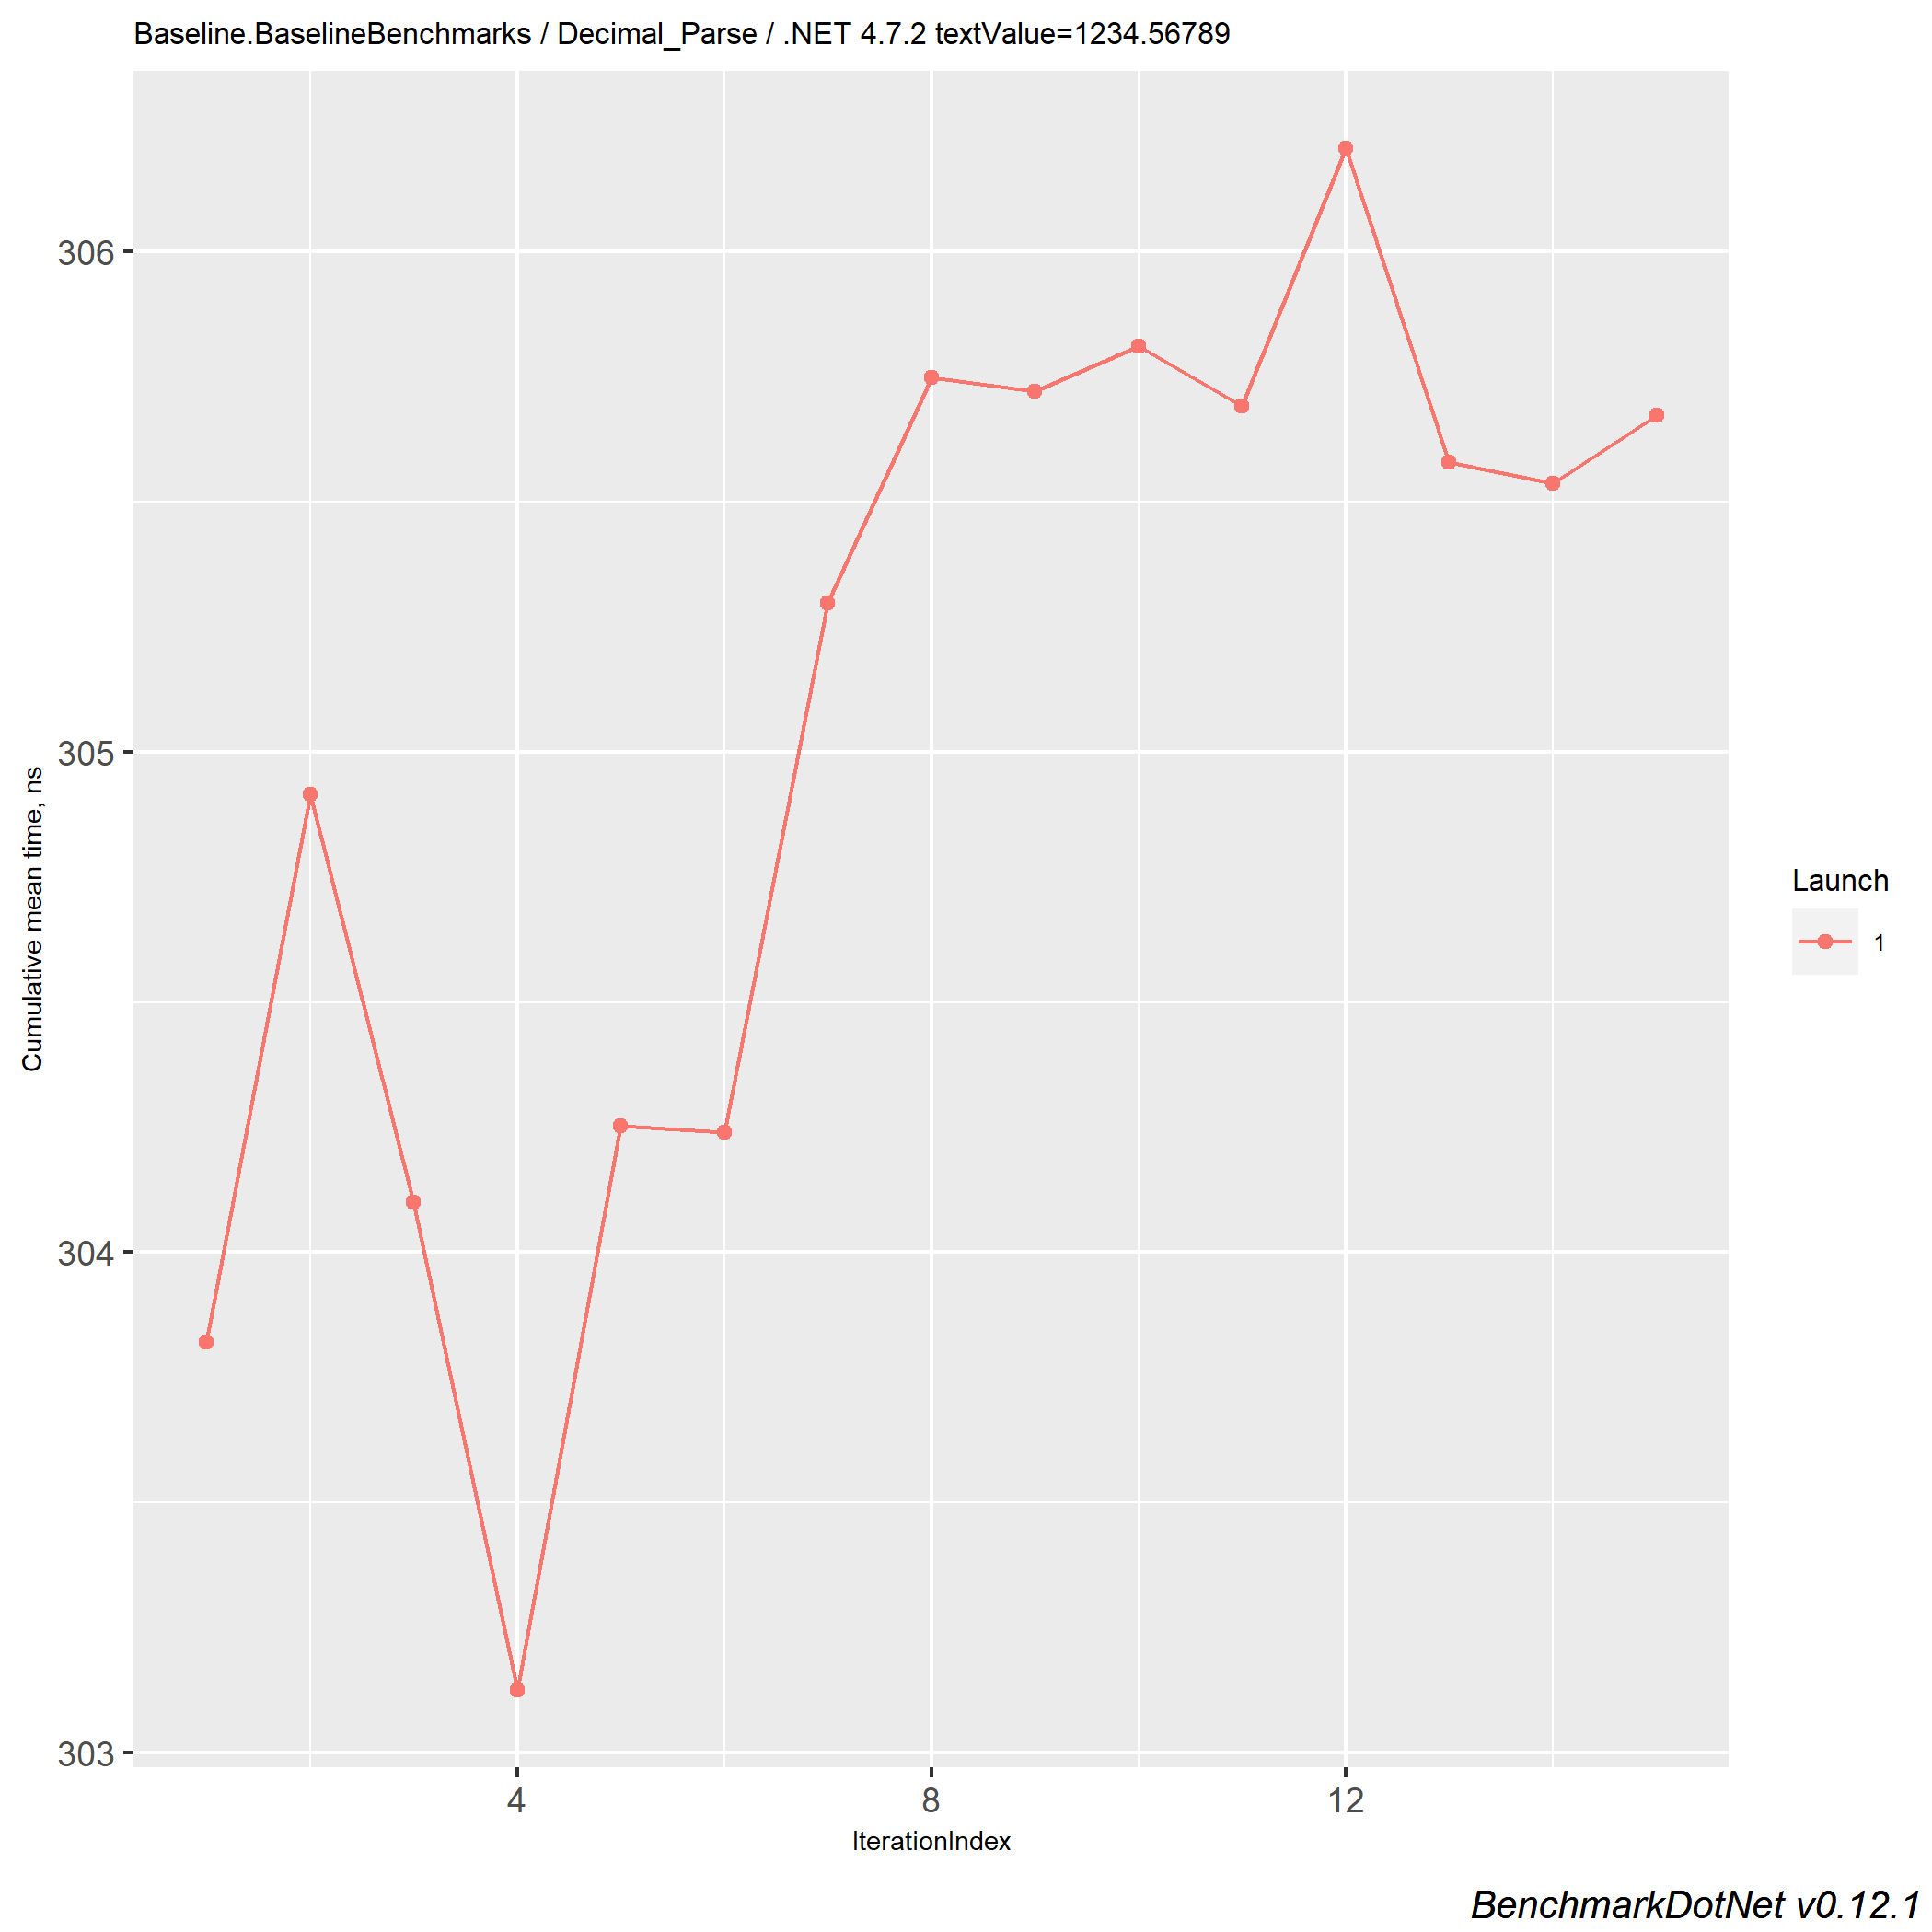 Baseline.BaselineBenchmarks / Decimal_Parse / .NET 4.7.2 textValue=1234.56789
306
305
304
303
Cumulative mean time, ns
4 8 12
IterationIndex
Launch
1
BenchmarkDotNet v0.12.1